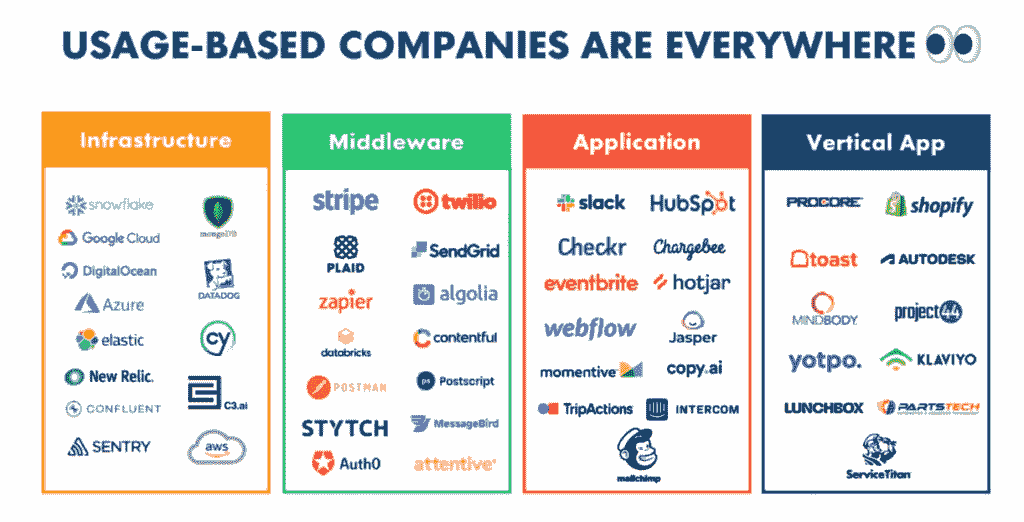 USAGE-BASED COMPANIES ARE EVERYWHERE
Infrastructure
snowflake
mongoDB
Google Cloud
DigitalOcean
DATADOG
Azure
elastic
cy
New Relic.
C3.ai
CONFLUENT
SENTRY
aws
Middleware
stripe
twilio
PLAID
SendGrid
zapier
algolia
databricks
contentful
POSTMAN
ps
Postscript
STYTCH
MessageBird
Auth0
attentive
Application
slack
HubSpot
Checkr
Chargebee
eventbrite
hotjar
webflow
Jasper
momentive
copy.ai
TripActions
INTERCOM
mailchimp
Vertical App
PROCORE
shopify
toast
AUTODESK
MINDBODY
project44
yotpo.
KLAVIYO
LUNCHBOX
PARTSTECH
ServiceTitan